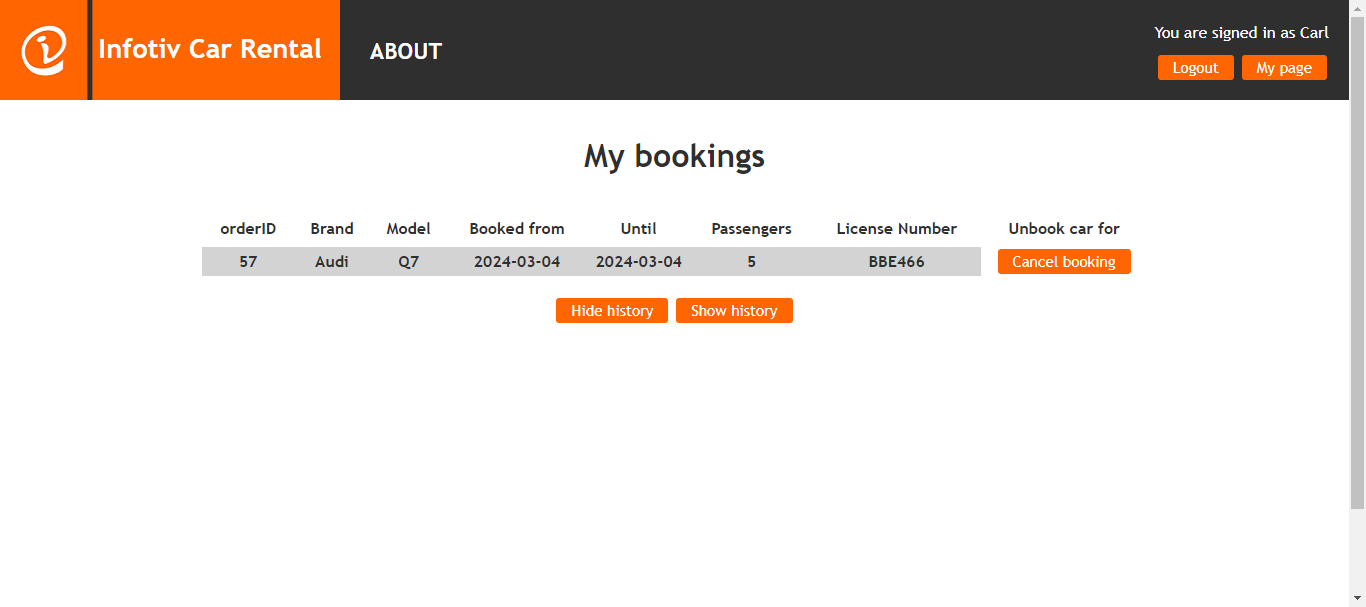 Infotiv Car Rental
ABOUT
You are signed in as Carl
Logout My page
My bookings
orderID Brand Model Booked from Until Passengers License Number Unbook car for
57 Audi Q7 2024-03-04 2024-03-04 5 BBE466 Cancel booking
Hide history Show history